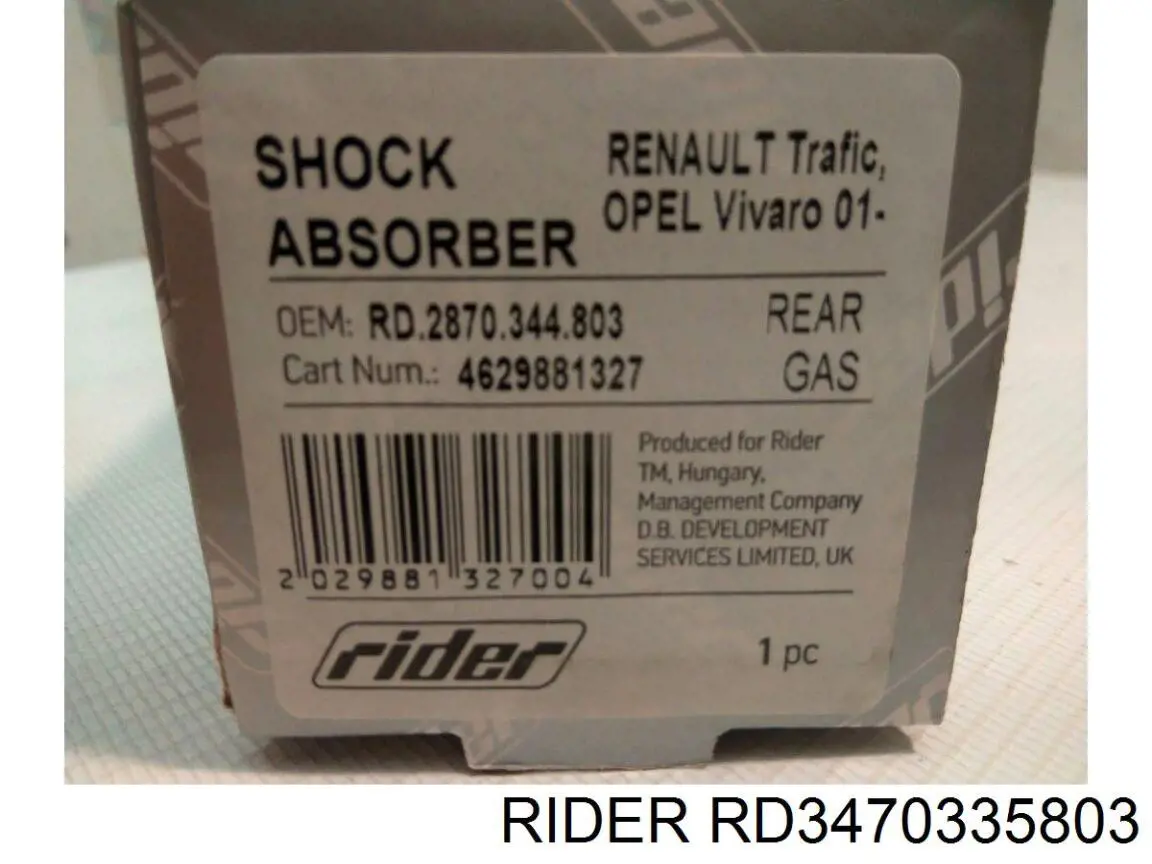 SHOCK
ABSORBER
RENAULT Trafic,
OPEL Vivaro 01-
OEM: RD.2870.344.803
REAR
Cart Num.: 4629881327
GAS
Produced for Rider
TM, Hungary,
Management Company
D.B. DEVELOPMENT
SERVICES LIMITED, UK
2 029881 327004
rider
1 pc
RIDER RD3470335803